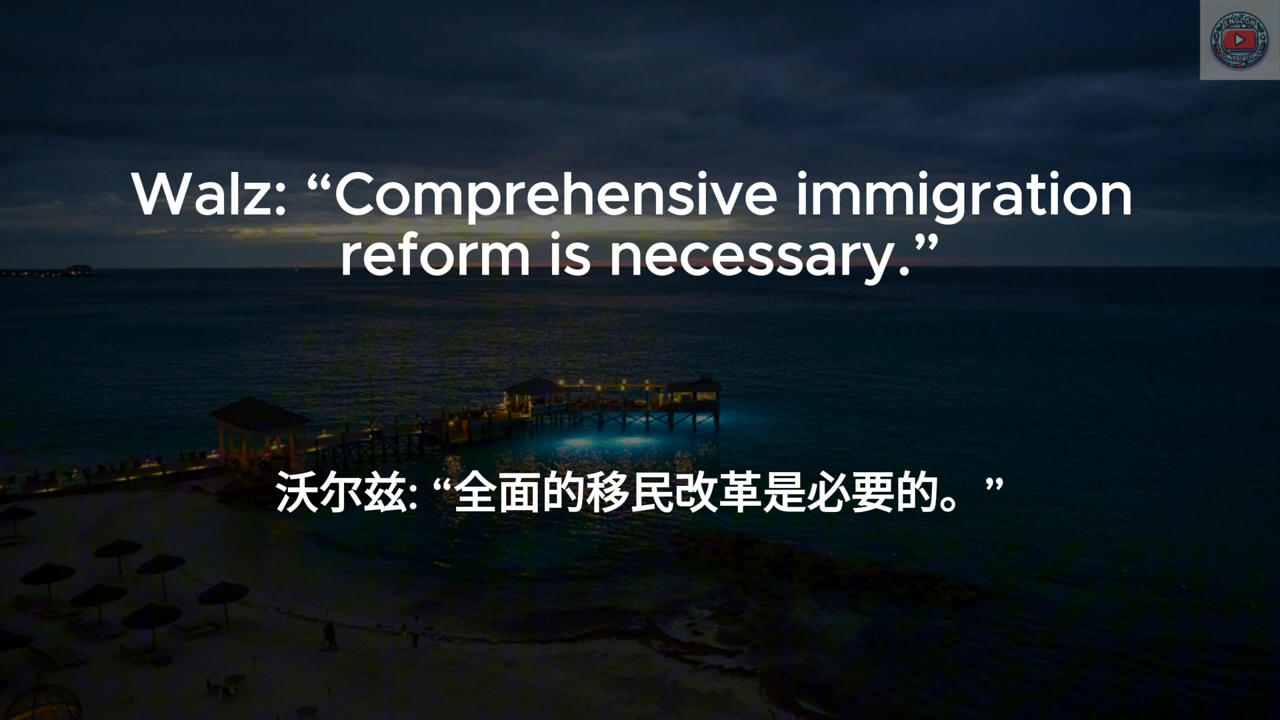 Walz: “Comprehensive immigration
reform is necessary.”
沃尔兹: “全面的移民改革是必要的。”